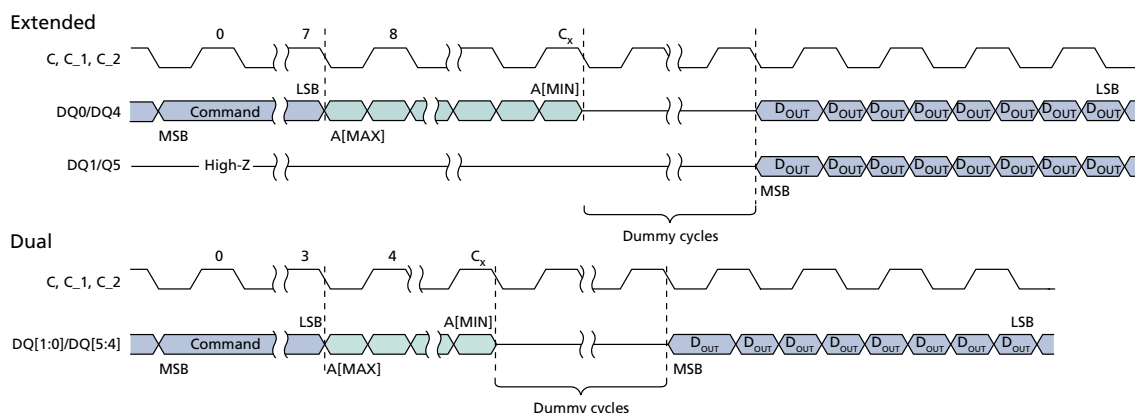 Extended
0 7 8 Cx
C, C_1, C_2
LSB A[MIN] LSB
DQ0/DQ4 Command DOUT DOUT DOUT DOUT DOUT DOUT DOUT
MSB A[MAX]
DQ1/Q5 High-Z DOUT DOUT DOUT DOUT DOUT DOUT DOUT
MSB
Dummy cycles
Dual
0 3 4 Cx
C, C_1, C_2
LSB A[MIN] LSB
DQ[1:0]/DQ[5:4] Command DOUT DOUT DOUT DOUT DOUT DOUT DOUT
MSB A[MAX] MSB
Dummy cycles